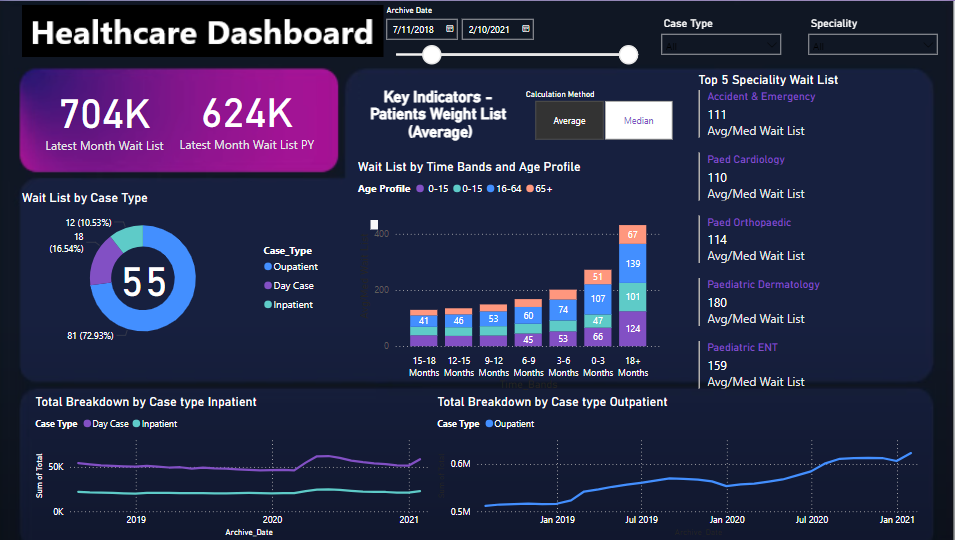 Healthcare Dashboard
Archive Date
7/11/2018
2/10/2021
Case Type
All
Speciality
All
704K
Latest Month Wait List
624K
Latest Month Wait List PY
Key Indicators -
Patients Weight List
(Average)
Calculation Method
Average
Median
Top 5 Speciality Wait List
Accident & Emergency
111
Avg/Med Wait List
Paed Cardiology
110
Avg/Med Wait List
Paed Orthopaedic
114
Avg/Med Wait List
Paediatric Dermatology
180
Avg/Med Wait List
Paediatric ENT
159
Avg/Med Wait List
Wait List by Case Type
12 (10.53%)
18
(16.54%)
55
81 (72.93%)
Case_Type
Oupatient
Day Case
Inpatient
Wait List by Time Bands and Age Profile
Age Profile 0-15 0-15 16-64 65+
400
200
0
41
46
53
60
45
74
53
51
107
47
66
67
139
101
124
15-18
Months
12-15
Months
9-12
Months
6-9
Months
3-6
Months
0-3
Months
18+
Months
Time_Bands
Total Breakdown by Case type Inpatient
Case Type Day Case Inpatient
Sum of Total
50K
0K
2019 2020 2021
Archive_Date
Total Breakdown by Case type Outpatient
Case Type Oupatient
0.6M
0.5M
Jan 2019 Jul 2019 Jan 2020 Jul 2020 Jan 2021
Archive_Date